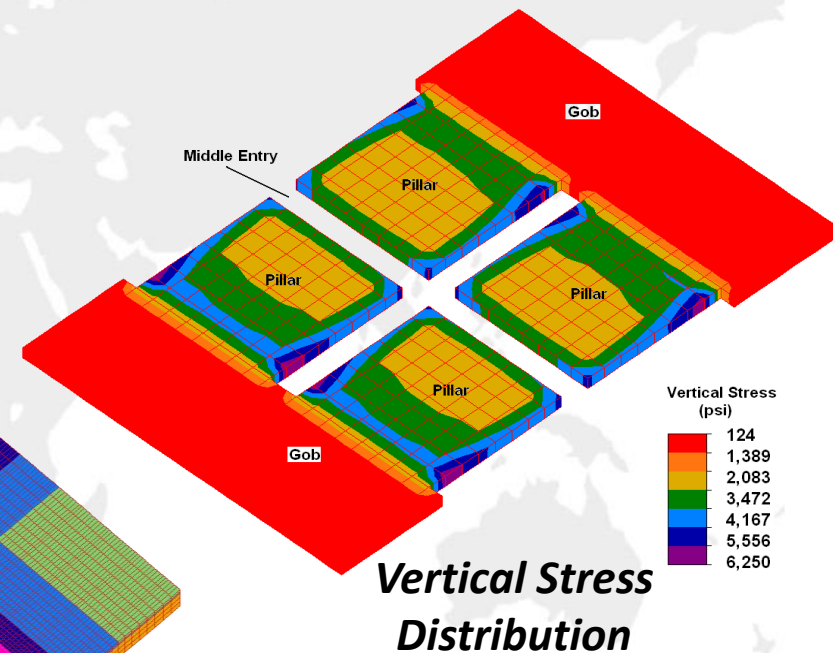 Gob
Middle Entry
Pillar
Pillar
Pillar
Pillar
Gob
Vertical Stress
(psi)
124
1,389
2,083
3,472
4,167
5,556
6,250
Vertical Stress
Distribution